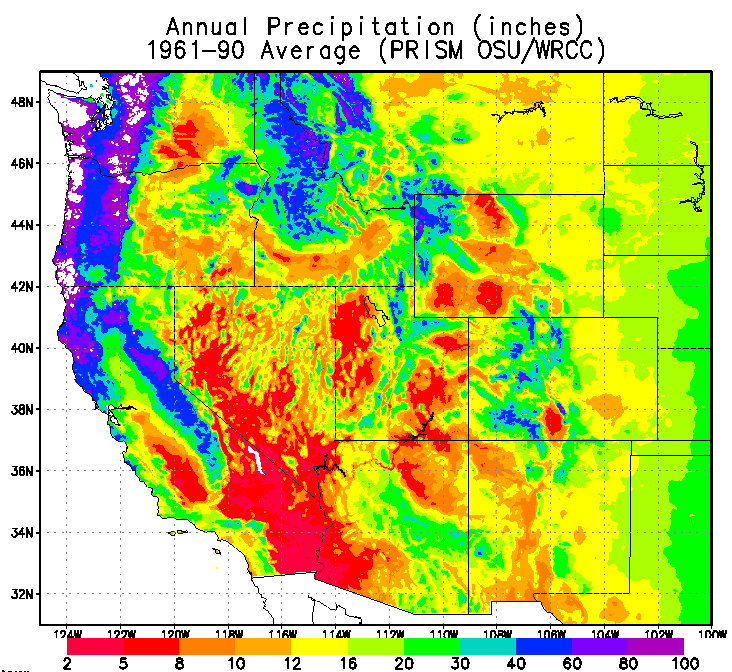 Annual Precipitation (inches)
1961-90 Average (PRISM OSU/WRCC)
48N
46N
44N
42N
40N
38N
36N
34N
32N
124W 122W 120W 118W 116W 114W 112W 110W 108W 106W 104W 102W 100W
2 5 8 10 12 16 20 30 40 60 80 100